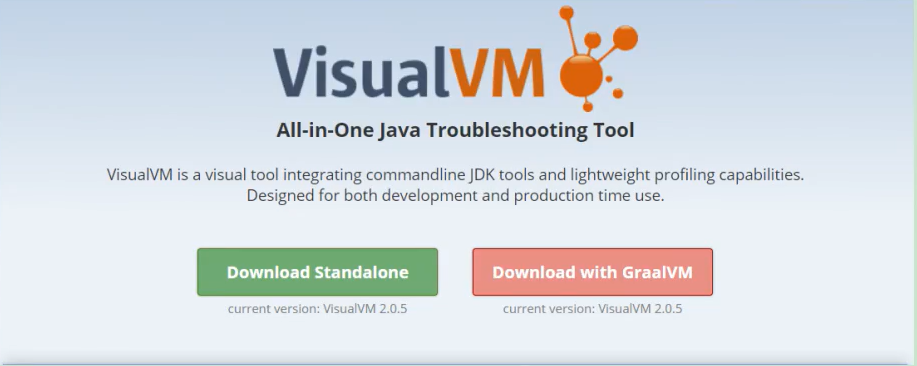 VisualVM
All-in-One Java Troubleshooting Tool
VisualVM is a visual tool integrating commandline JDK tools and lightweight profiling capabilities.
Designed for both development and production time use.
Download Standalone
Download with GraalVM
current version: VisualVM 2.0.5
current version: VisualVM 2.0.5